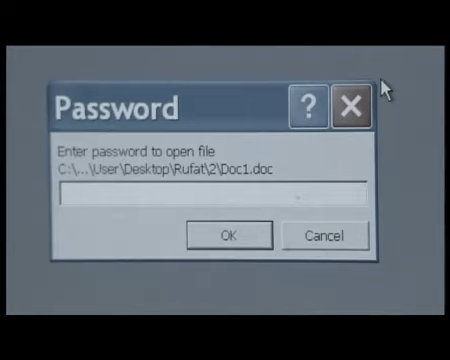 Password
Enter password to open file
C:\...\User\Desktop\Rufat\2\Doc1.doc
OK
Cancel